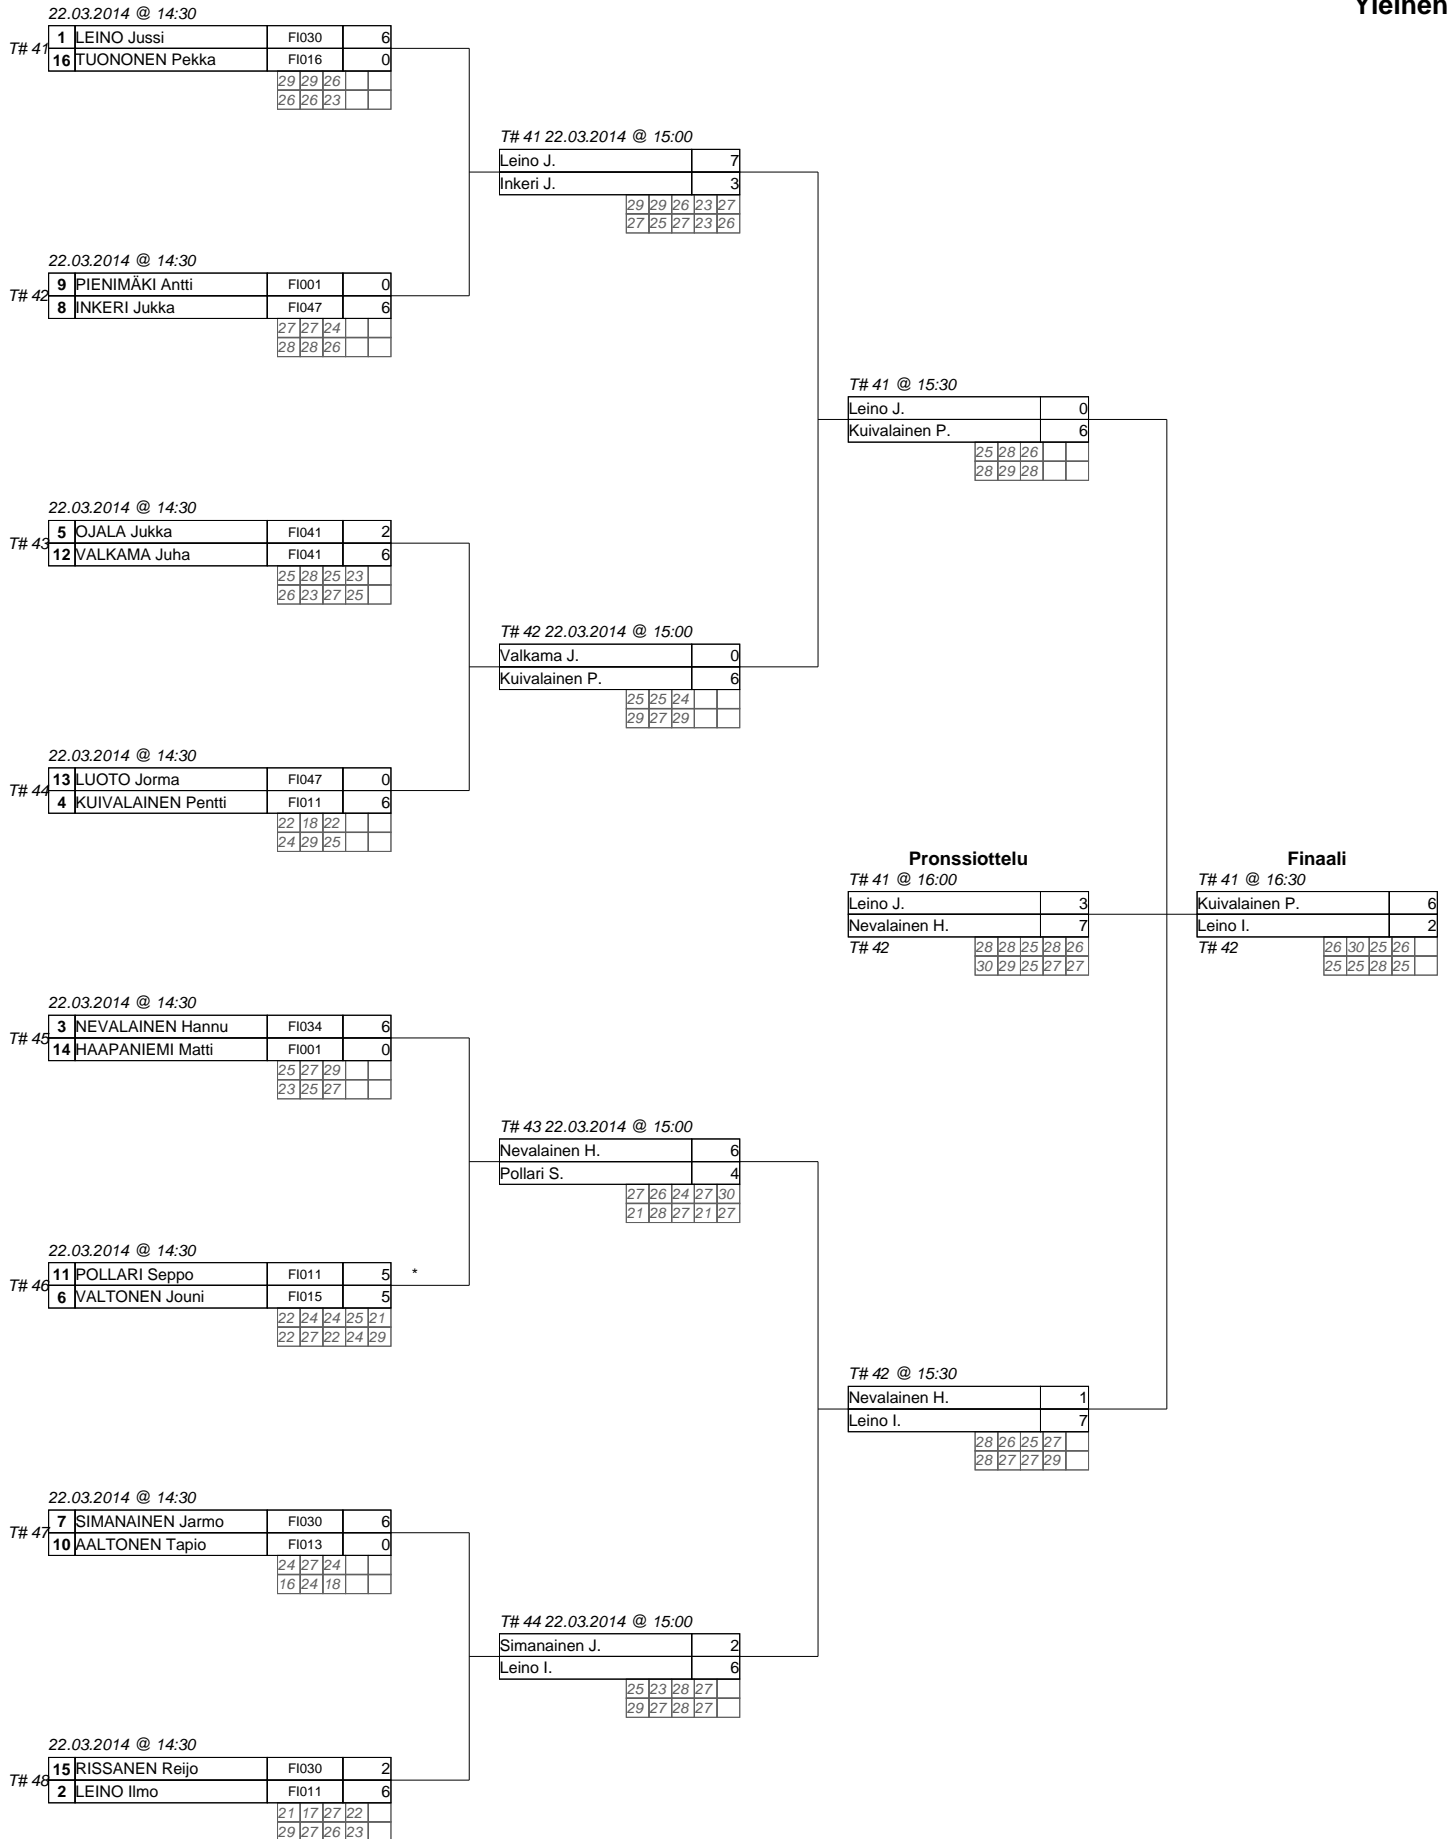 Yleinen
22.03.2014 @ 14:30
T# 41
1 LEINO Jussi FI030 6
16 TUONONEN Pekka FI016 0
29 29 26
26 26 23
T# 41 22.03.2014 @ 15:00
Leino J. 7
Inkeri J. 3
29 29 26 23 27
27 25 27 23 26
22.03.2014 @ 14:30
T# 42
9 PIENIMÄKI Antti FI001 0
8 INKERI Jukka FI047 6
27 27 24
28 28 26
T# 41 @ 15:30
Leino J. 0
Kuivalainen P. 6
25 28 26
28 29 28
22.03.2014 @ 14:30
T# 43
5 OJALA Jukka FI041 2
12 VALKAMA Juha FI041 6
25 28 25 23
26 23 27 25
T# 42 22.03.2014 @ 15:00
Valkama J. 0
Kuivalainen P. 6
25 25 24
29 27 29
22.03.2014 @ 14:30
T# 44
13 LUOTO Jorma FI047 0
4 KUIVALAINEN Pentti FI011 6
22 18 22
24 29 25
Pronssiottelu
T# 41 @ 16:00
Leino J. 3
Nevalainen H. 7
T# 42
28 28 25 28 26
30 29 25 27 27
Finaali
T# 41 @ 16:30
Kuivalainen P. 6
Leino I. 2
T# 42
26 30 25 26
25 25 28 25
22.03.2014 @ 14:30
T# 45
3 NEVALAINEN Hannu FI034 6
14 HAAPANIEMI Matti FI001 0
25 27 29
23 25 27
T# 43 22.03.2014 @ 15:00
Nevalainen H. 6
Pollari S. 4
27 26 24 27 30
21 28 27 21 27
22.03.2014 @ 14:30
T# 46
11 POLLARI Seppo FI011 5 *
6 VALTONEN Jouni FI015 5
22 24 24 25 21
22 27 22 24 29
T# 42 @ 15:30
Nevalainen H. 1
Leino I. 7
28 26 25 27
28 27 27 29
22.03.2014 @ 14:30
T# 47
7 SIMANAINEN Jarmo FI030 6
10 AALTONEN Tapio FI013 0
24 27 24
16 24 18
T# 44 22.03.2014 @ 15:00
Simanainen J. 2
Leino I. 6
25 23 28 27
29 27 28 27
22.03.2014 @ 14:30
T# 48
15 RISSANEN Reijo FI030 2
2 LEINO Ilmo FI011 6
21 17 27 22
29 27 26 23